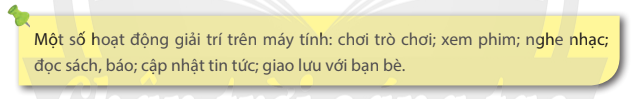 Một số hoạt động giải trí trên máy tính: chơi trò chơi; xem phim; nghe nhạc;
đọc sách, báo; cập nhật tin tức; giao lưu với bạn bè.